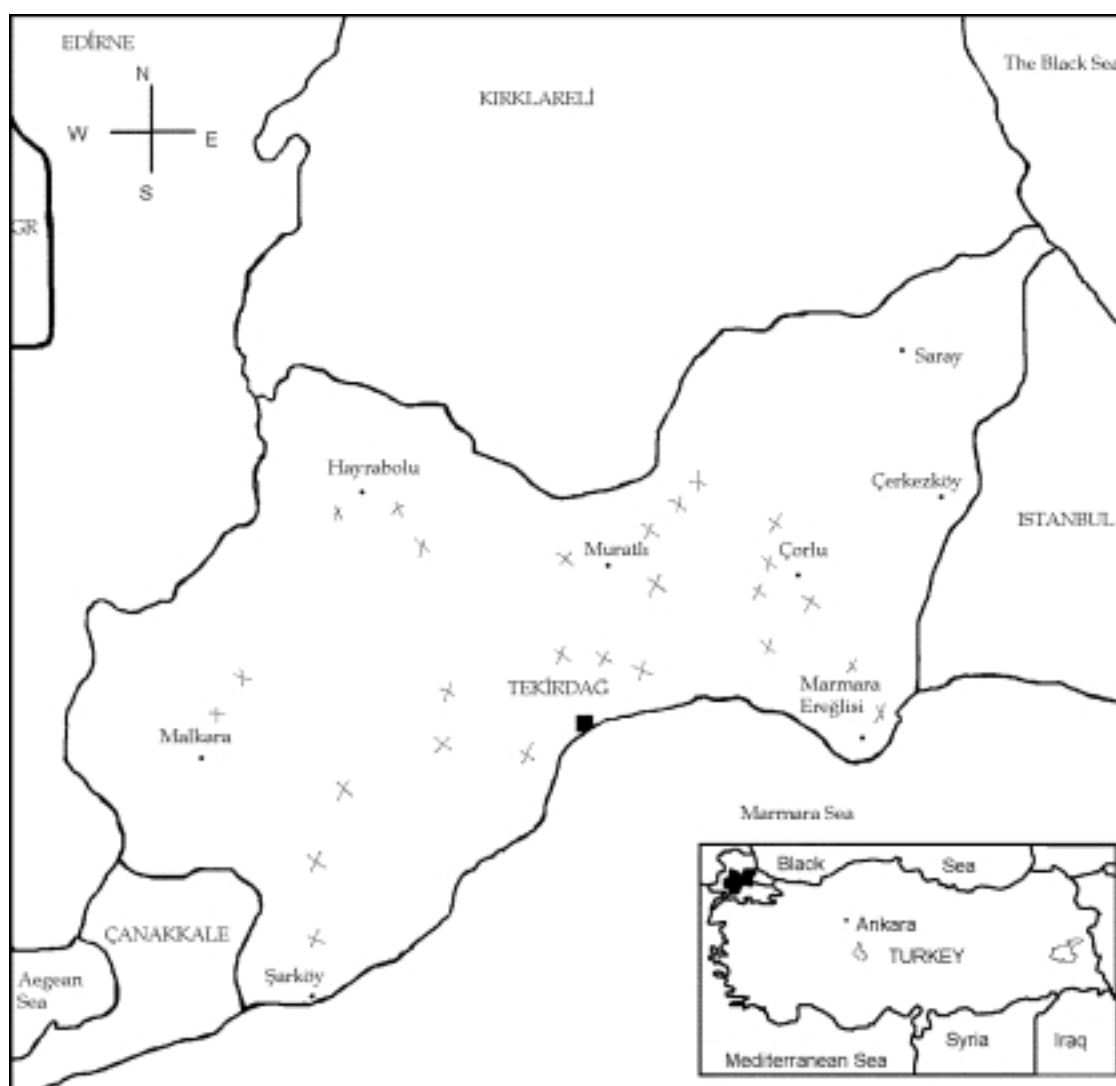 EDİRNE
The Black Sea
N
KIRKLARELİ
W
E
S
GR
Saray
Hayrabolu
Çerkezköy
ISTANBUL
Muratlı
Çorlu
TEKİRDAĞ
Marmara
Ereğlisi
Malkara
Marmara Sea
Black Sea
Ankara
TURKEY
ÇANAKKALE
Şarköy
Aegean
Sea
Syria
Iraq
Mediterranean Sea